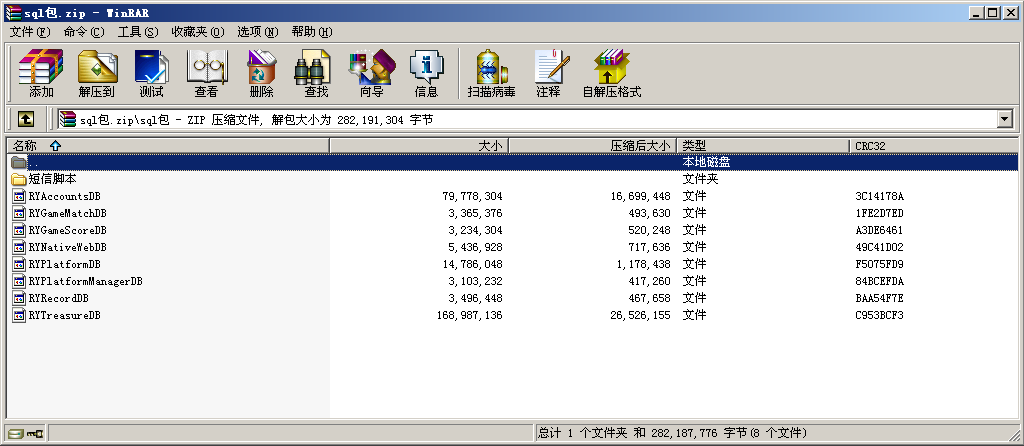 sql包.zip - WinRAR
文件(F) 命令(C) 工具(S) 收藏夹(O) 选项(N) 帮助(H)
添加 解压到 测试 查看 删除 查找 向导 信息 扫描病毒 注释 自解压格式
sql包.zip\sql包 - ZIP 压缩文件, 解包大小为 282,191,304 字节
名称 大小 压缩后大小 类型 CRC32
.. 本地磁盘
短信脚本 文件夹
RYAccountsDB 79,778,304 16,699,448 文件 3C14178A
RYGameMatchDB 3,365,376 493,630 文件 1FE2D7ED
RYGameScoreDB 3,234,304 520,248 文件 A3DE6461
RYNativeWebDB 5,436,928 717,636 文件 49C41D02
RYPlatformDB 14,786,048 1,178,438 文件 F5075FD9
RYPlatformManagerDB 3,103,232 417,260 文件 84BCEFDA
RYRecordDB 3,496,448 467,658 文件 BAA54F7E
RYTreasureDB 168,987,136 26,526,155 文件 C953BCF3
总计 1 个文件夹 和 282,187,776 字节(8 个文件)